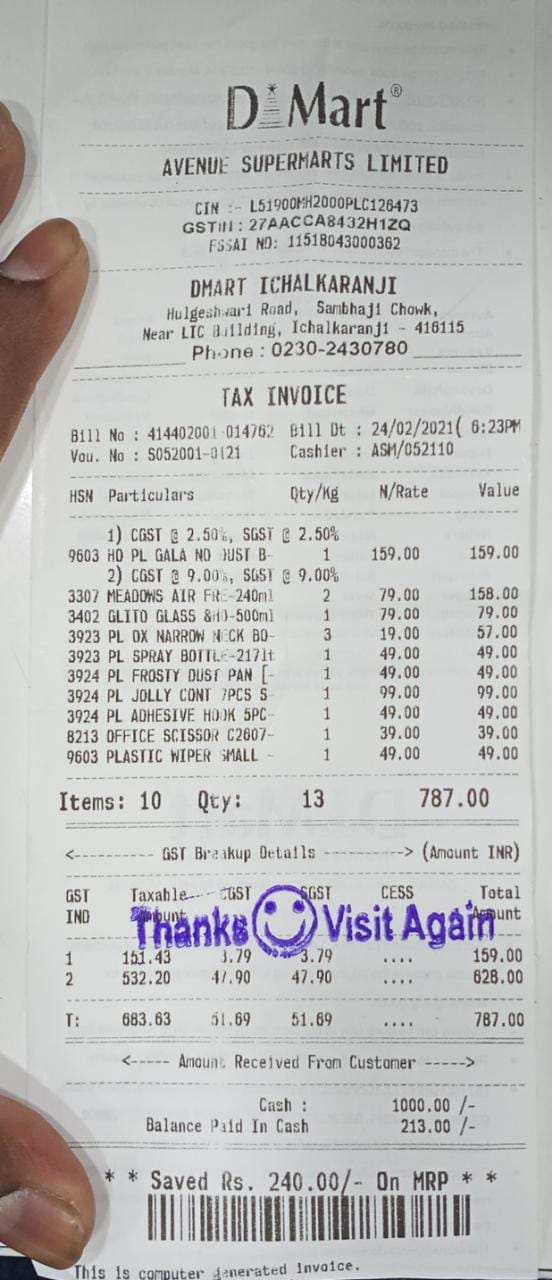 D Mart®
AVENUE SUPERMARTS LIMITED
CIN :- L51900MH2000PLC126473
GSTIN : 27AACCA8432H1ZQ
FSSAI NO: 11518043000362
DMART ICHALKARANJI
Hulgeshwari Road, Sambhaji Chowk,
Near LIC Building, Ichalkaranji - 416115
Phone : 0230-2430780
TAX INVOICE
Bill No : 414402001-014762 Bill Dt : 24/02/2021( 6:23PM
Vou. No : S052001-0121 Cashier : ASM/052110
HSN Particulars Qty/Kg N/Rate Value
1) CGST @ 2.50%, SGST @ 2.50%
9603 HO PL GALA NO DUST B- 1 159.00 159.00
2) CGST @ 9.00%, SGST @ 9.00%
3307 MEADOWS AIR FRE-240ml 2 79.00 158.00
3402 GLITO GLASS &HO-500ml 1 79.00 79.00
3923 PL OX NARROW NECK BO- 3 19.00 57.00
3923 PL SPRAY BOTTLE-217lt 1 49.00 49.00
3924 PL FROSTY DUST PAN [- 1 49.00 49.00
3924 PL JOLLY CONT 7PCS S- 1 99.00 99.00
3924 PL ADHESIVE HOOK 5PC- 1 49.00 49.00
8213 OFFICE SCISSOR C2607- 1 39.00 39.00
9603 PLASTIC WIPER SMALL - 1 49.00 49.00
Items: 10 Qty: 13 787.00
<---------- GST Breakup Details ----------> (Amount INR)
GST Taxable CGST SGST CESS Total
IND Amount Amount
Thanks Visit Again
1 151.43 3.79 3.79 .... 159.00
2 532.20 47.90 47.90 .... 628.00
T: 683.63 51.69 51.69 .... 787.00
<----- Amount Received From Customer ----->
Cash : 1000.00 /-
Balance Paid In Cash 213.00 /-
* * Saved Rs. 240.00/- On MRP * *
This is computer generated invoice.